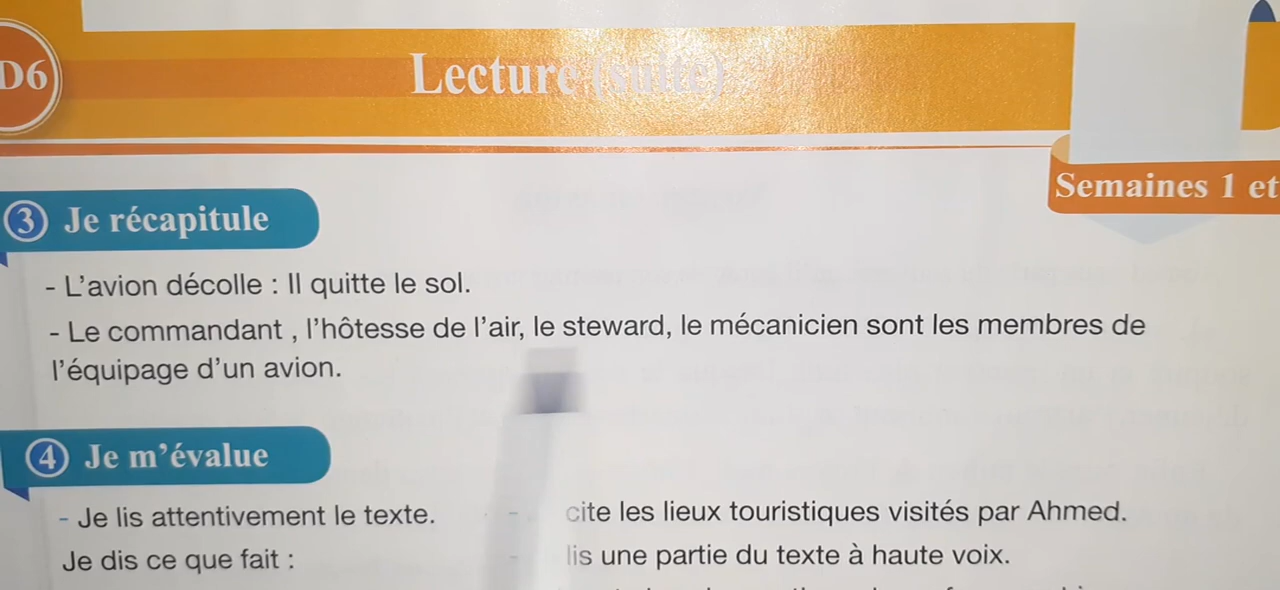 D6
Lecture (suite)
Semaines 1 et
3 Je récapitule
- L'avion décolle : Il quitte le sol.
- Le commandant , l'hôtesse de l'air, le steward, le mécanicien sont les membres de
l'équipage d'un avion.
4 Je m'évalue
- Je lis attentivement le texte.
Je dis ce que fait :
- cite les lieux touristiques visités par Ahmed.
- lis une partie du texte à haute voix.